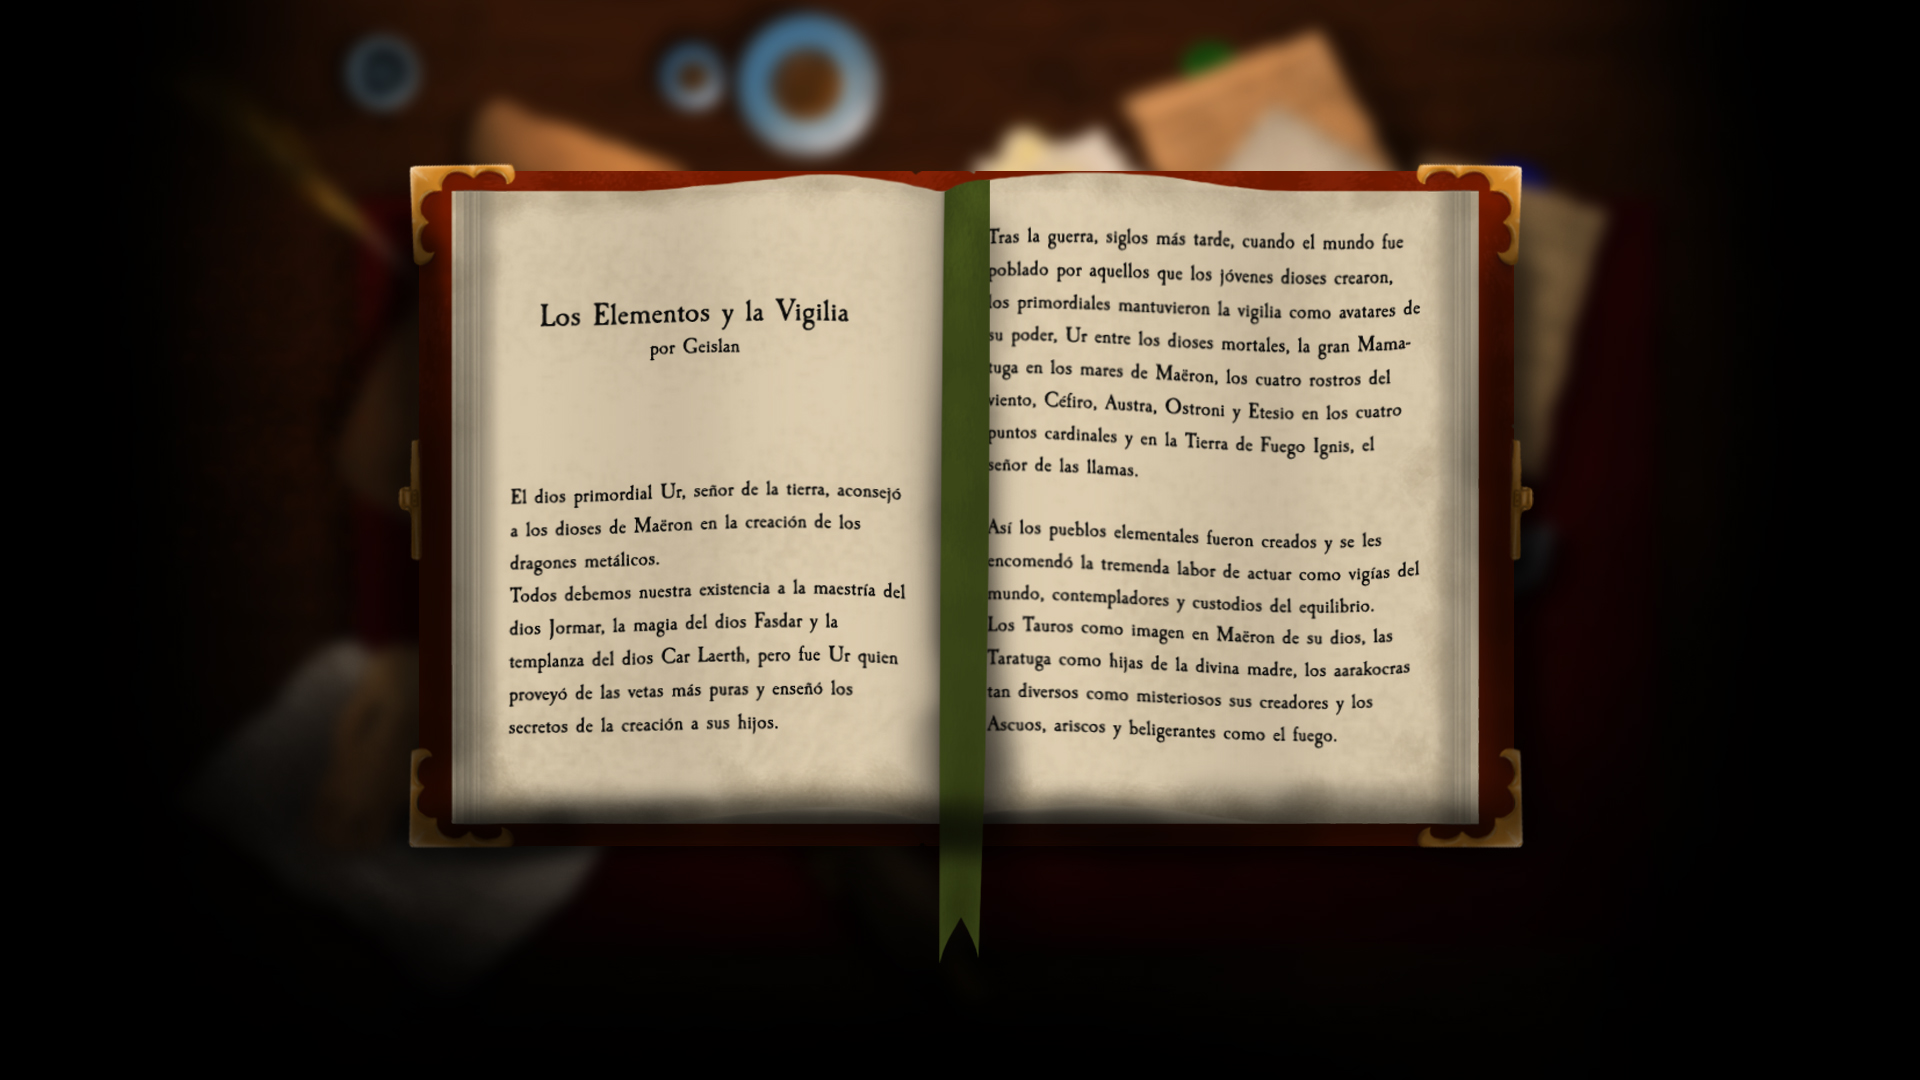 Los Elementos y la Vigilia
por Geislan
El dios primordial Ur, señor de la tierra, aconsejó
a los dioses de Maëron en la creación de los
dragones metálicos.
Todos debemos nuestra existencia a la maestría del
dios Jormar, la magia del dios Fasdar y la
templanza del dios Car Laerth, pero fue Ur quien
proveyó de las vetas más puras y enseñó los
secretos de la creación a sus hijos.
Tras la guerra, siglos más tarde, cuando el mundo fue
poblado por aquellos que los jóvenes dioses crearon,
los primordiales mantuvieron la vigilia como avatares de
su poder, Ur entre los dioses mortales, la gran Mama-
tuga en los mares de Maëron, los cuatro rostros del
viento, Céfiro, Austra, Ostroni y Etesio en los cuatro
puntos cardinales y en la Tierra de Fuego Ignis, el
señor de las llamas.
Así los pueblos elementales fueron creados y se les
encomendó la tremenda labor de actuar como vigías del
mundo, contempladores y custodios del equilibrio.
Los Tauros como imagen en Maëron de su dios, las
Taratuga como hijas de la divina madre, los aarakocras
tan diversos como misteriosos sus creadores y los
Ascuos, ariscos y beligerantes como el fuego.